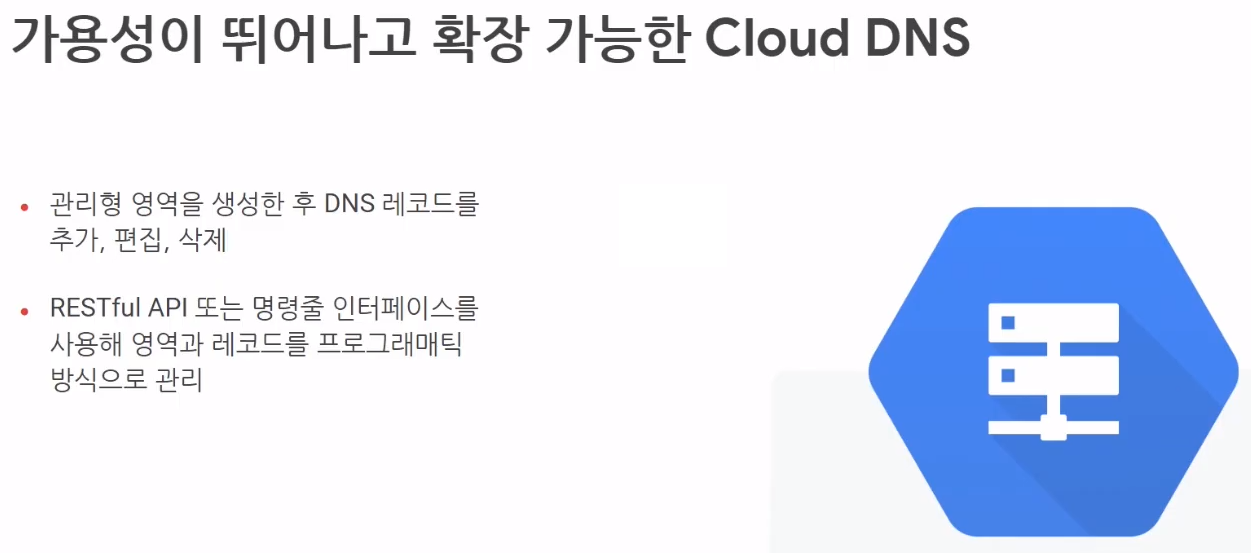 가용성이 뛰어나고 확장 가능한 Cloud DNS
• 관리형 영역을 생성한 후 DNS 레코드를
추가, 편집, 삭제
• RESTful API 또는 명령줄 인터페이스를
사용해 영역과 레코드를 프로그래매틱
방식으로 관리